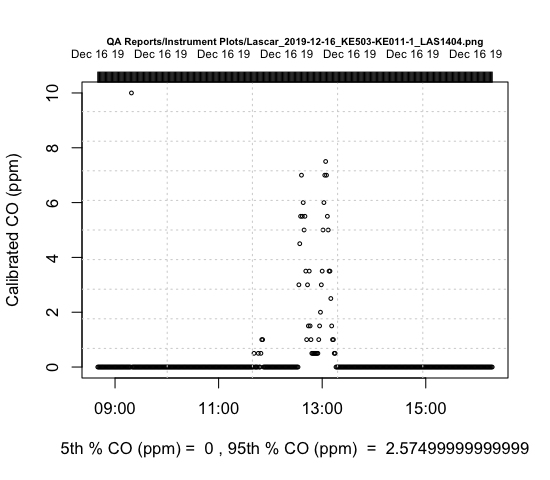 QA Reports/Instrument Plots/Lascar_2019-12-16_KE503-KE011-1_LAS1404.png
Dec 16 19 Dec 16 19 Dec 16 19 Dec 16 19 Dec 16 19 Dec 16 19 Dec 16 19
10
8
6
4
2
0
Calibrated CO (ppm)
09:00 11:00 13:00 15:00
5th % CO (ppm) = 0 , 95th % CO (ppm) = 2.57499999999999